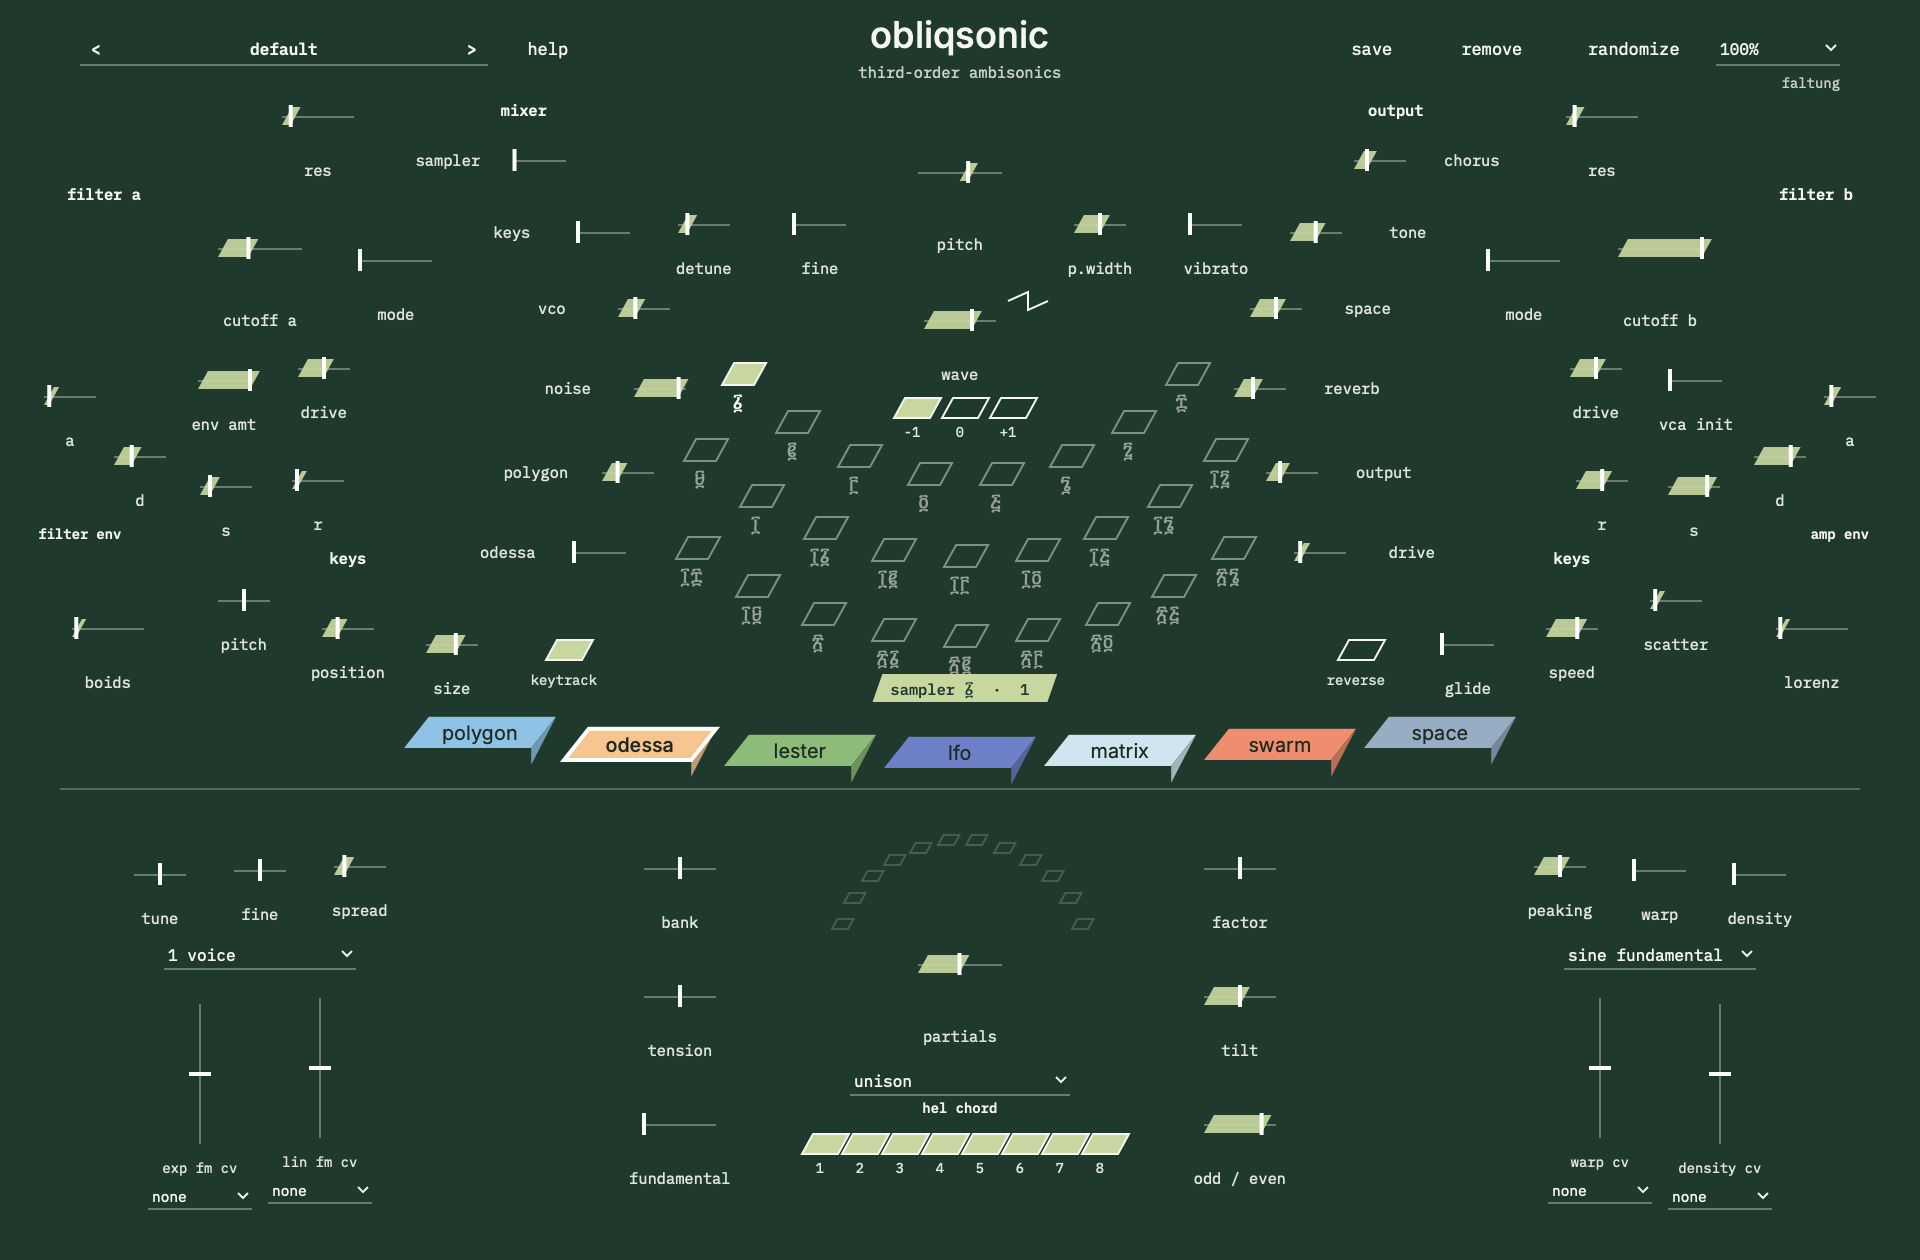 < default > help
obliqsonic
third-order ambisonics
save remove randomize 100%
faltung
mixer output
res sampler chorus res
filter a filter b
keys pitch tone
detune fine p.width vibrato
cutoff a mode vco space mode cutoff b
noise wave reverb
a env amt drive drive vca init a
-1 0 +1
polygon output
d s r r s d
filter env amp env
odessa drive
keys keys
boids pitch position size keytrack reverse glide speed scatter lorenz
sampler · 1
polygon odessa lester lfo matrix swarm space
tune fine spread bank factor peaking warp density
1 voice sine fundamental
partials
tension tilt
unison
hel chord
1 2 3 4 5 6 7 8
fundamental odd / even
exp fm cv lin fm cv warp cv density cv
none none none none